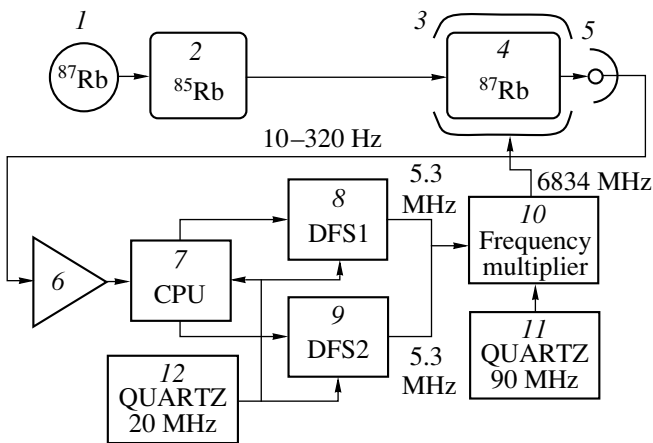 1
⁸⁷Rb
2
⁸⁵Rb
3
4
⁸⁷Rb
5
10–320 Hz
6834 MHz
6
7
CPU
8
DFS1
5.3
MHz
9
DFS2
5.3
MHz
10
Frequency
multiplier
11
QUARTZ
90 MHz
12
QUARTZ
20 MHz